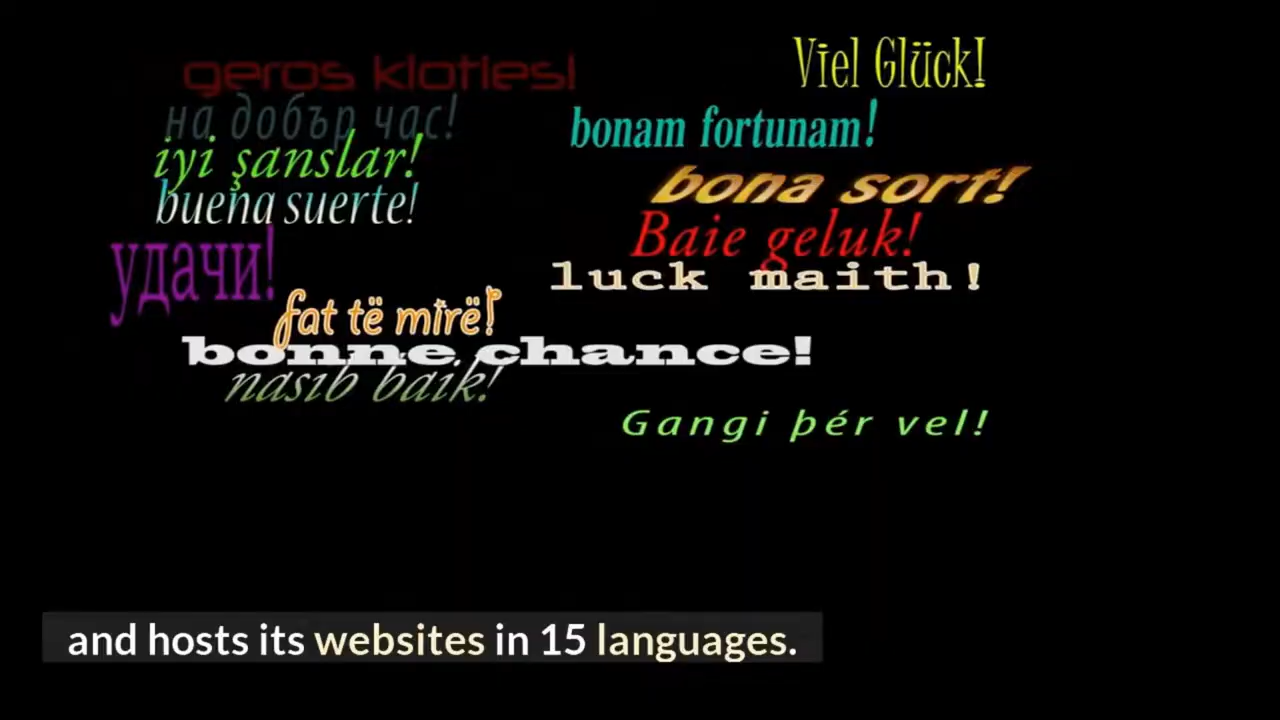 geros kloties!
Viel Glück!
на добър час!
bonam fortunam!
iyi şanslar!
bona sort!
buena suerte!
Baie geluk!
удачи!
luck maith!
fat të mirë!
bonne chance!
nasib baik!
Gangi þér vel!
and hosts its websites in 15 languages.